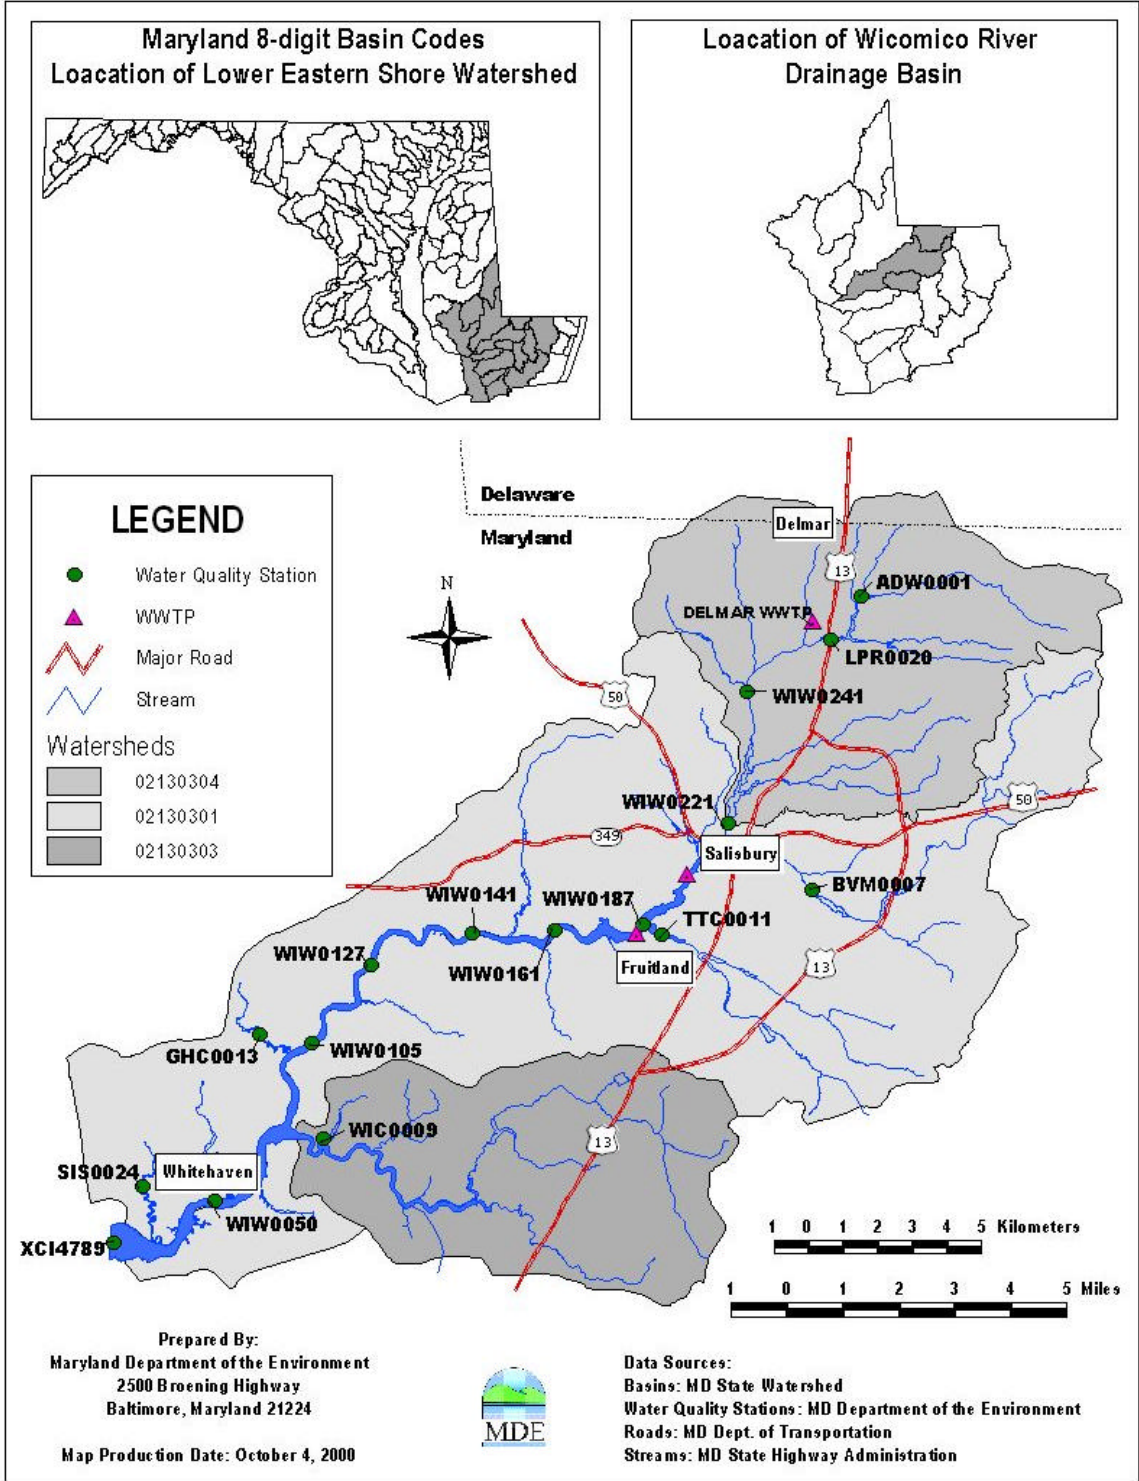 Maryland 8-digit Basin Codes
Loacation of Lower Eastern Shore Watershed
Loacation of Wicomico River
Drainage Basin
LEGEND
Water Quality Station
WWTP
Major Road
Stream
Watersheds
02130304
02130301
02130303
N
Delaware
Maryland
Delmar
13
ADW0001
DELMAR WWTP
LPR0020
WIW0241
50
WIW0221
50
349
Salisbury
BVM0007
WIW0141
WIW0187
TTC0011
WIW0127
WIW0161
Fruitland
13
GHC0013
WIW0105
WIC0009
13
SIS0024
Whitehaven
WIW0050
XCI4789
1 0 1 2 3 4 5 Kilometers
1 0 1 2 3 4 5 Miles
Prepared By:
Maryland Department of the Environment
2500 Broening Highway
Baltimore, Maryland 21224
Map Production Date: October 4, 2000
MDE
Data Sources:
Basins: MD State Watershed
Water Quality Stations: MD Department of the Environment
Roads: MD Dept. of Transportation
Streams: MD State Highway Administration